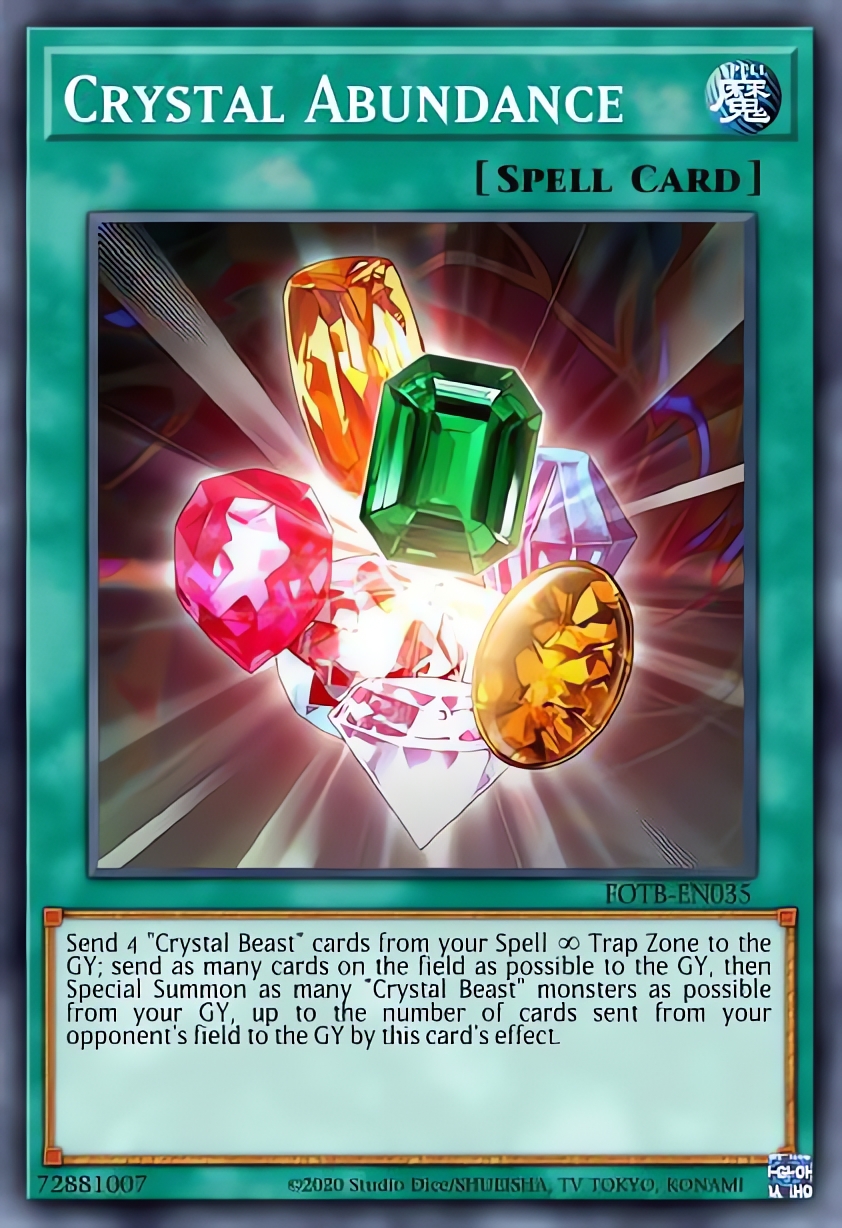 CRYSTAL ABUNDANCE
魔
[SPELL CARD]
FOTB-EN035
Send 4 "Crystal Beast" cards from your Spell ∞ Trap Zone to the
GY; send as many cards on the field as possible to the GY, then
Special Summon as many "Crystal Beast" monsters as possible
from your GY, up to the number of cards sent from your
opponent's field to the GY by this card's effect.
72881007
©2020 Studio Dice/SHUEISHA, TV TOKYO, KONAMI